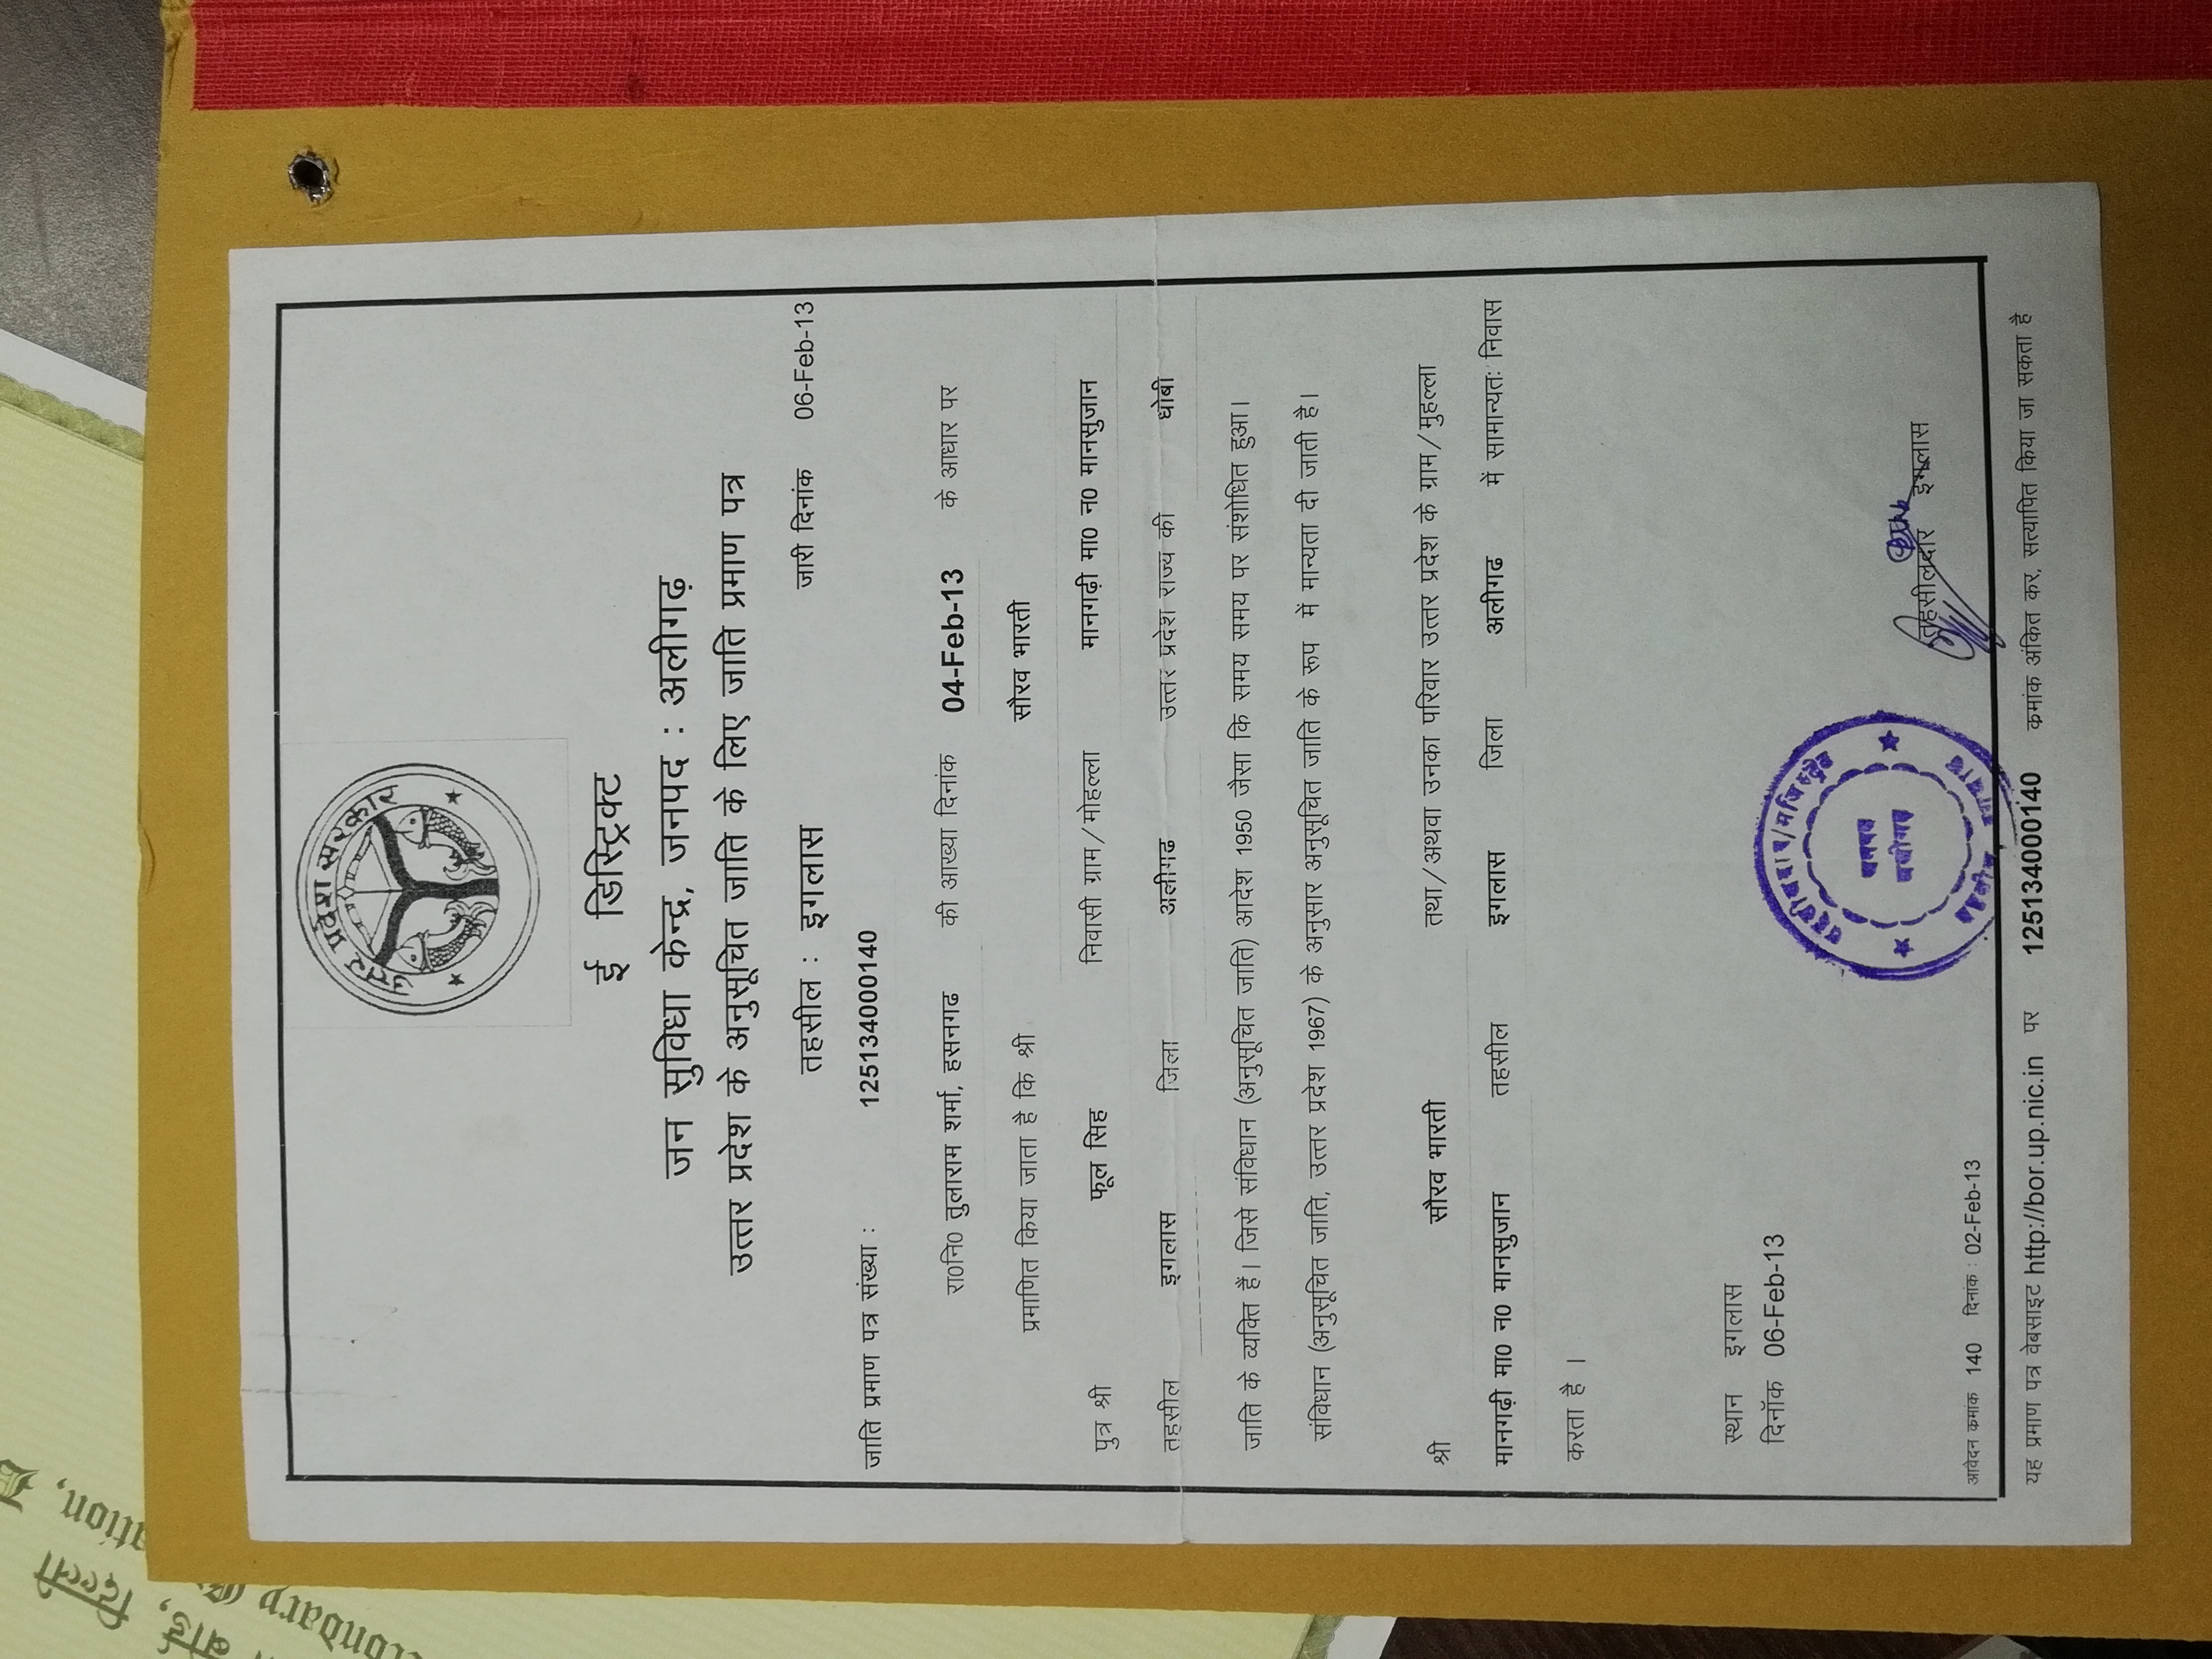 उत्तर प्रदेश सरकार
ई डिस्ट्रिक्ट
जन सुविधा केन्द्र, जनपद : अलीगढ़
उत्तर प्रदेश के अनुसूचित जाति के लिए जाति प्रमाण पत्र
तहसील : इगलास जारी दिनांक 06-Feb-13
जाति प्रमाण पत्र संख्या : 125134000140
रा0नि0 तुलाराम शर्मा, हसनगढ की आख्या दिनांक 04-Feb-13 के आधार पर
प्रमाणित किया जाता है कि श्री सौरव भारती
पुत्र श्री फूल सिह निवासी ग्राम/मोहल्ला मानगढ़ी मा0 न0 मानसुजान
तहसील इगलास जिला अलीगढ उत्तर प्रदेश राज्य की धोबी
जाति के व्यक्ति हैं। जिसे संविधान (अनुसूचित जाति) आदेश 1950 जैसा कि समय समय पर संशोधित हुआ।
संविधान (अनुसूचित जाति, उत्तर प्रदेश 1967) के अनुसार अनुसूचित जाति के रूप में मान्यता दी जाती है।
श्री सौरव भारती तथा/अथवा उनका परिवार उत्तर प्रदेश के ग्राम/मुहल्ला
मानगढ़ी मा0 न0 मानसुजान तहसील इगलास जिला अलीगढ में सामान्यतः निवास
करता है ।
स्थान इगलास
दिनॉक 06-Feb-13
तहसीलदार इगलास
आवेदन कमांक 140 दिनांक : 02-Feb-13
यह प्रमाण पत्र वेबसाइट http://bor.up.nic.in पर 125134000140 कमांक अंकित कर, सत्यापित किया जा सकता है